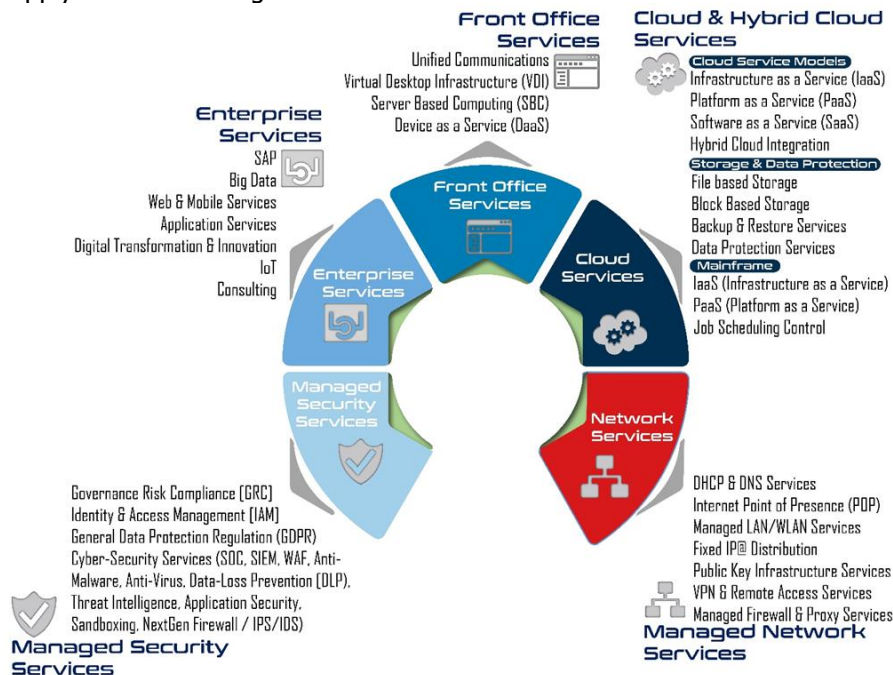 Front Office
Services
Unified Communications
Virtual Desktop Infrastructure (VDI)
Server Based Computing (SBC)
Device as a Service (DaaS)
Cloud & Hybrid Cloud
Services
Cloud Service Models
Infrastructure as a Service (IaaS)
Platform as a Service (PaaS)
Software as a Service (SaaS)
Hybrid Cloud Integration
Storage & Data Protection
File based Storage
Block Based Storage
Backup & Restore Services
Data Protection Services
Mainframe
IaaS (Infrastructure as a Service)
PaaS (Platform as a Service)
Job Scheduling Control
Enterprise
Services
SAP
Big Data
Web & Mobile Services
Application Services
Digital Transformation & Innovation
IoT
Consulting
Front Office
Services
Enterprise
Services
Cloud
Services
Managed
Security
Services
Network
Services
Governance Risk Compliance [GRC]
Identity & Access Management [IAM]
General Data Protection Regulation (GDPR)
Cyber-Security Services (SOC, SIEM, WAF, Anti-
Malware, Anti-Virus, Data-Loss Prevention (DLP),
Threat Intelligence, Application Security,
Sandboxing, NextGen Firewall / IPS/IDS)
Managed Security
Services
DHCP & DNS Services
Internet Point of Presence (POP)
Managed LAN/WLAN Services
Fixed IP@ Distribution
Public Key Infrastructure Services
VPN & Remote Access Services
Managed Firewall & Proxy Services
Managed Network
Services